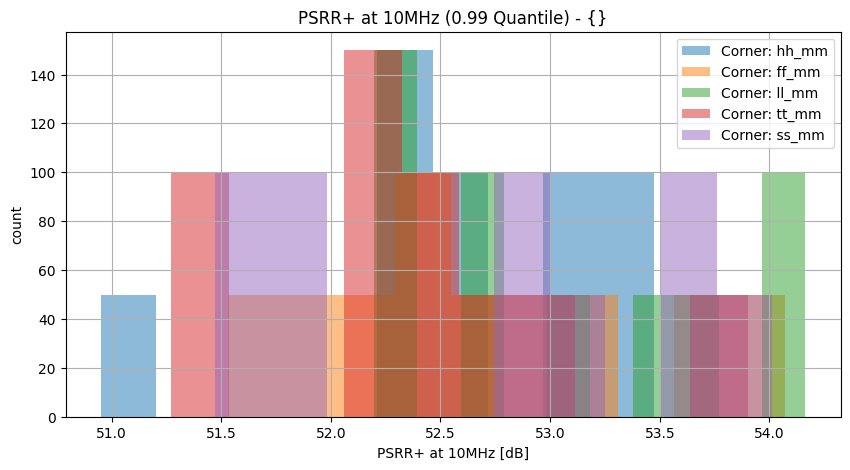 PSRR+ at 10MHz (0.99 Quantile) - {}
Corner: hh_mm
Corner: ff_mm
Corner: ll_mm
Corner: tt_mm
Corner: ss_mm
count
140
120
100
80
60
40
20
0
51.0 51.5 52.0 52.5 53.0 53.5 54.0
PSRR+ at 10MHz [dB]